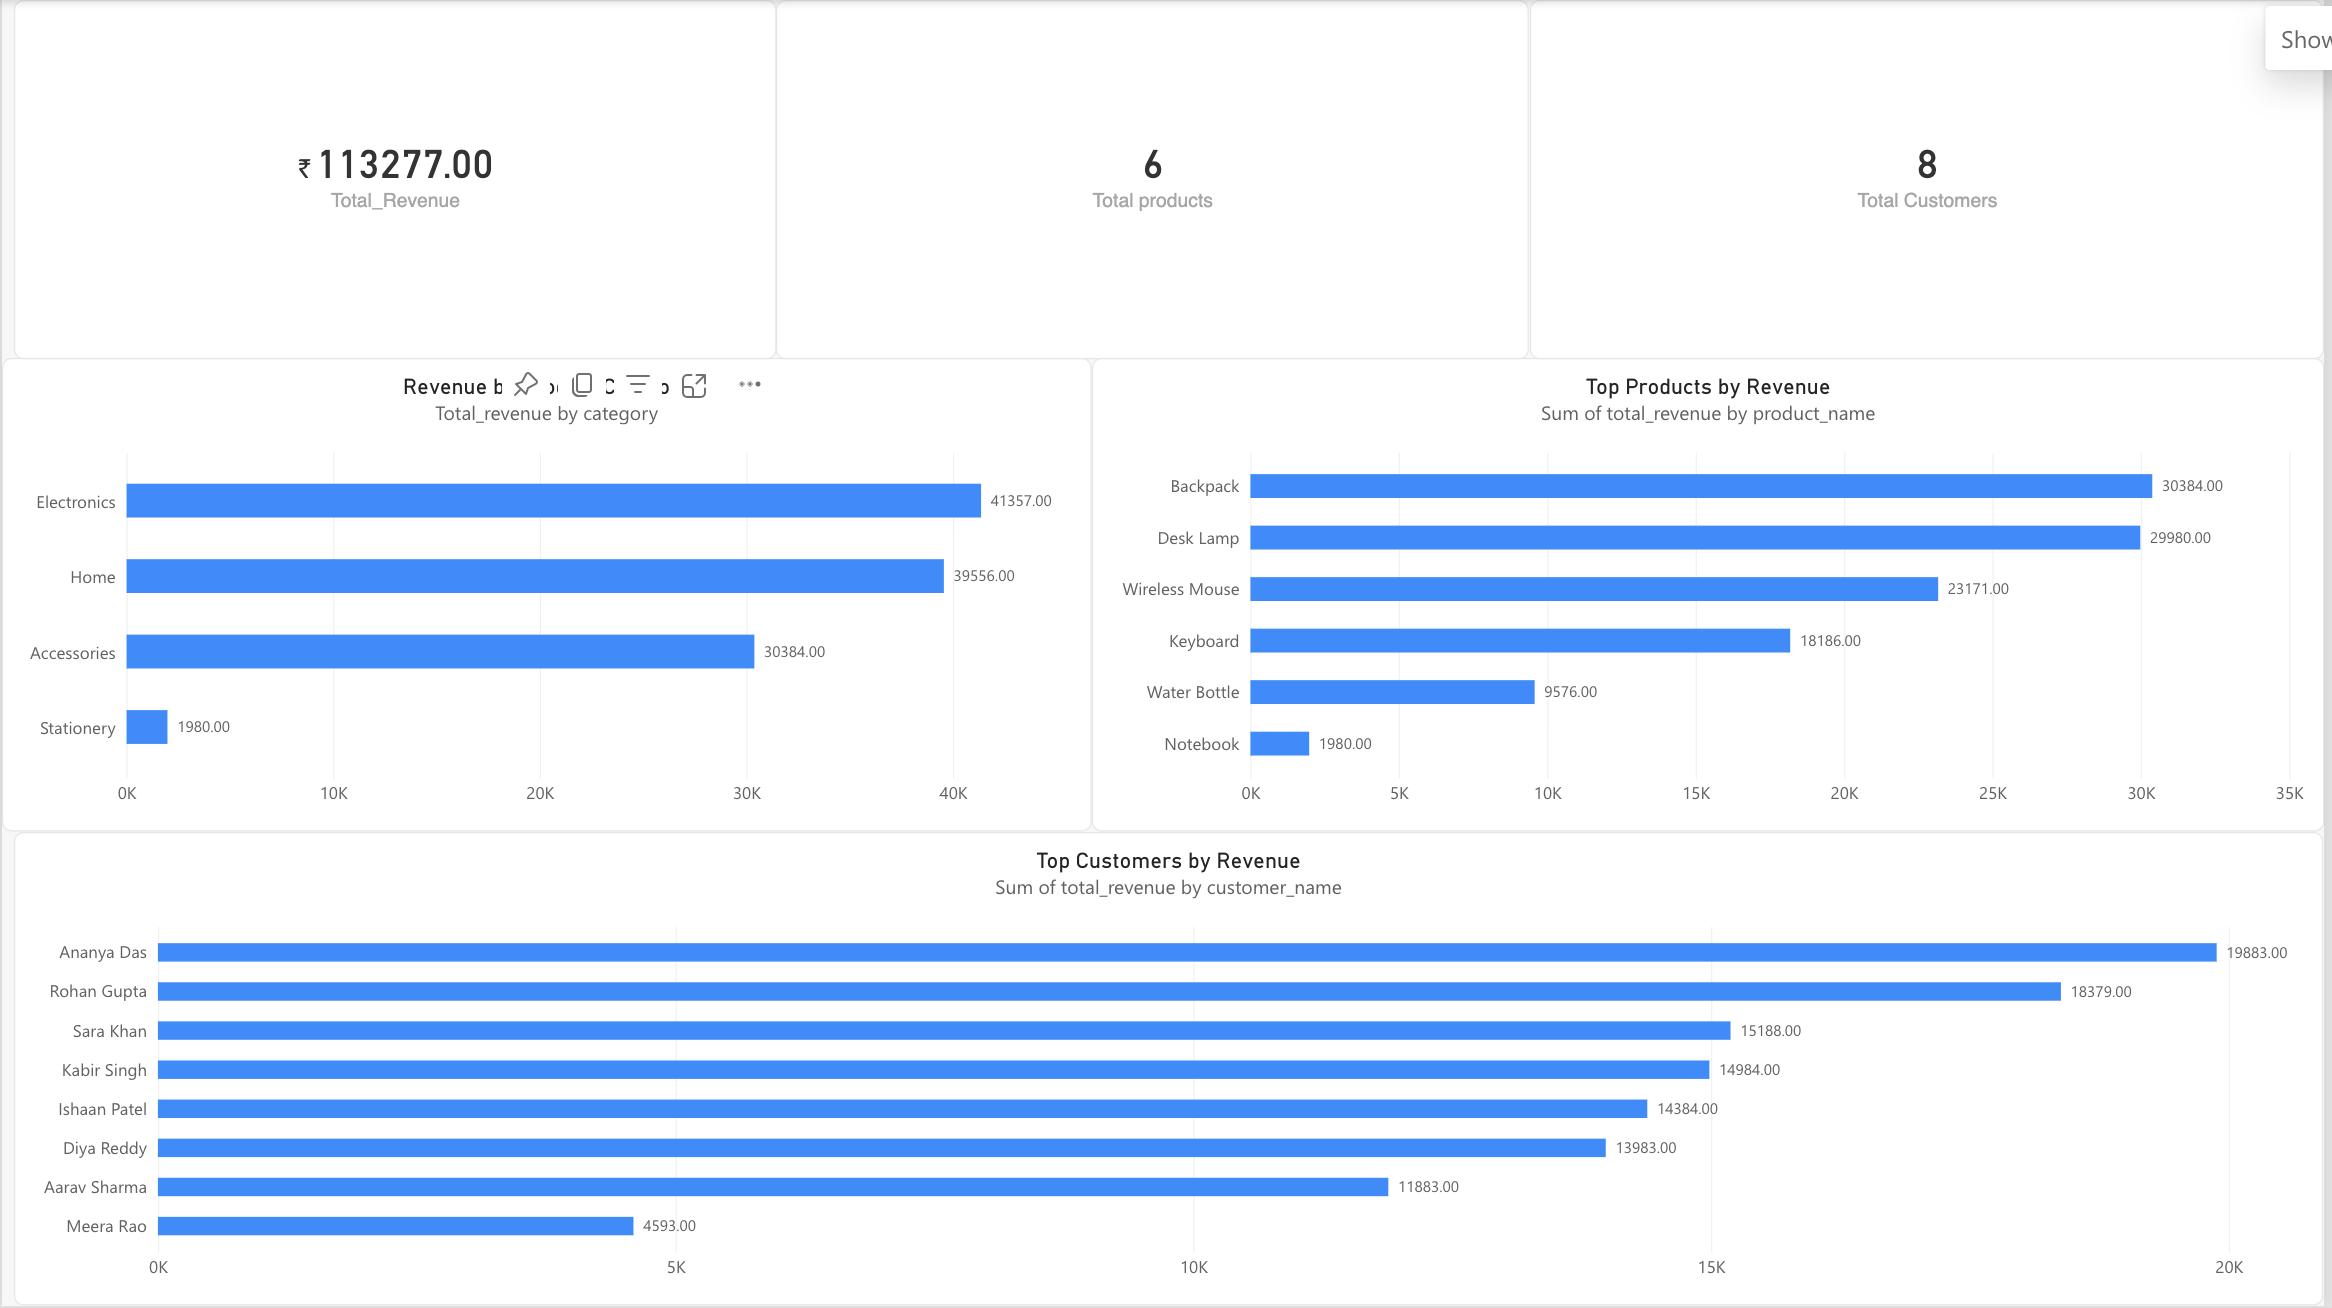 Show
₹ 113277.00
Total_Revenue
6
Total products
8
Total Customers
Revenue
Total_revenue by category
Electronics
41357.00
Home
39556.00
Accessories
30384.00
Stationery
1980.00
0K 10K 20K 30K 40K
Top Products by Revenue
Sum of total_revenue by product_name
Backpack
30384.00
Desk Lamp
29980.00
Wireless Mouse
23171.00
Keyboard
18186.00
Water Bottle
9576.00
Notebook
1980.00
0K 5K 10K 15K 20K 25K 30K 35K
Top Customers by Revenue
Sum of total_revenue by customer_name
Ananya Das
19883.00
Rohan Gupta
18379.00
Sara Khan
15188.00
Kabir Singh
14984.00
Ishaan Patel
14384.00
Diya Reddy
13983.00
Aarav Sharma
11883.00
Meera Rao
4593.00
0K 5K 10K 15K 20K